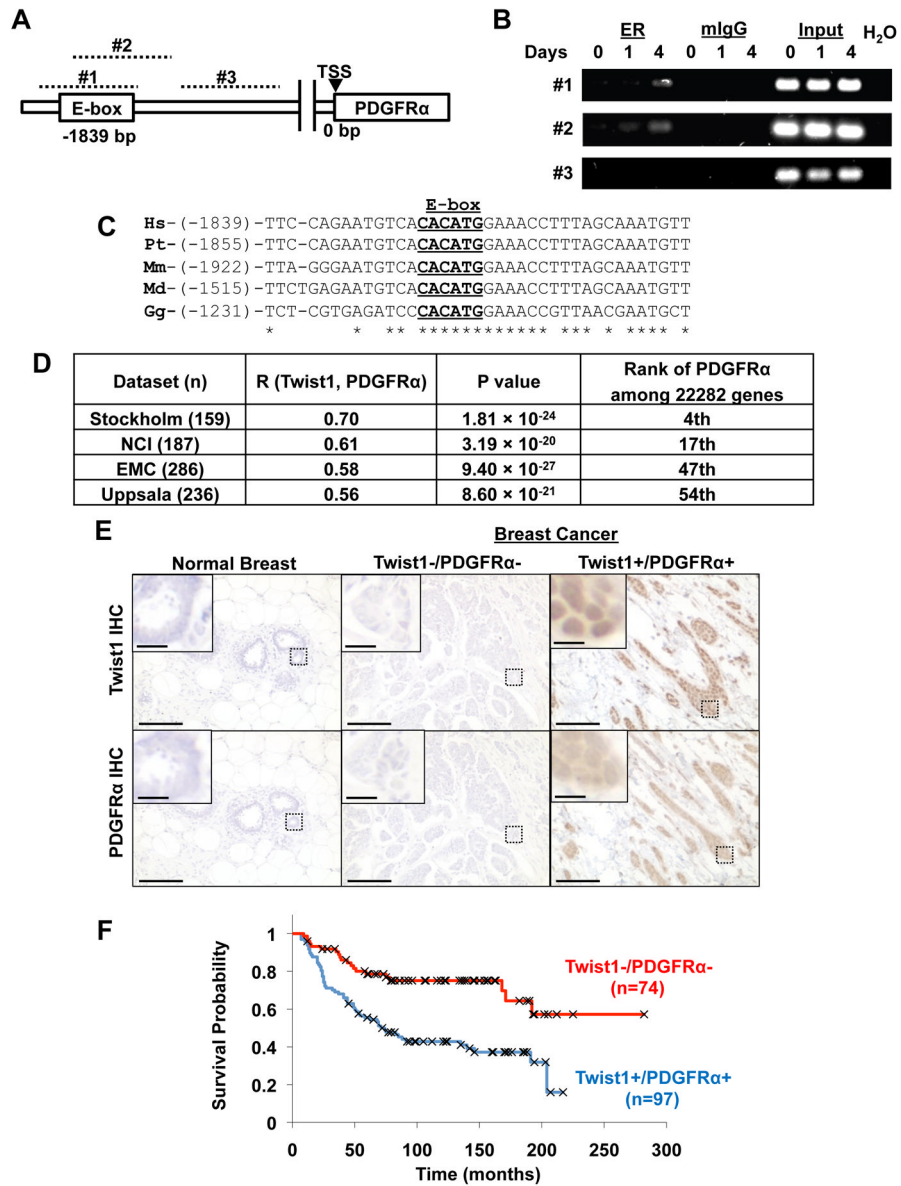 A
#2
#1
#3
TSS
E-box
PDGFRα
-1839 bp
0 bp
B
ER mIgG Input H2O
Days 0 1 4 0 1 4 0 1 4
#1
#2
#3
C
E-box
Hs-(-1839)-TTC-CAGAATGTCACACATGGAAACCTTTAGCAAATGTT
Pt-(-1855)-TTC-CAGAATGTCACACATGGAAACCTTTAGCAAATGTT
Mm-(-1922)-TTA-GGGAATGTCACACATGGAAACCTTTAGCAAATGTT
Md-(-1515)-TTCTGAGAATGTCACACATGGAAACCTTTAGCAAATGTT
Gg-(-1231)-TCT-CGTGAGATCCCACATGGAAACCGTTAACGAATGCT
* * ** ************ *** * **** *
D
Dataset (n) R (Twist1, PDGFRα) P value Rank of PDGFRα among 22282 genes
Stockholm (159) 0.70 1.81 × 10-24 4th
NCI (187) 0.61 3.19 × 10-20 17th
EMC (286) 0.58 9.40 × 10-27 47th
Uppsala (236) 0.56 8.60 × 10-21 54th
E
Breast Cancer
Normal Breast Twist1-/PDGFRα- Twist1+/PDGFRα+
Twist1 IHC
PDGFRα IHC
F
Survival Probability
1
0.8
0.6
0.4
0.2
0
Twist1-/PDGFRα-
(n=74)
Twist1+/PDGFRα+
(n=97)
0 50 100 150 200 250 300
Time (months)